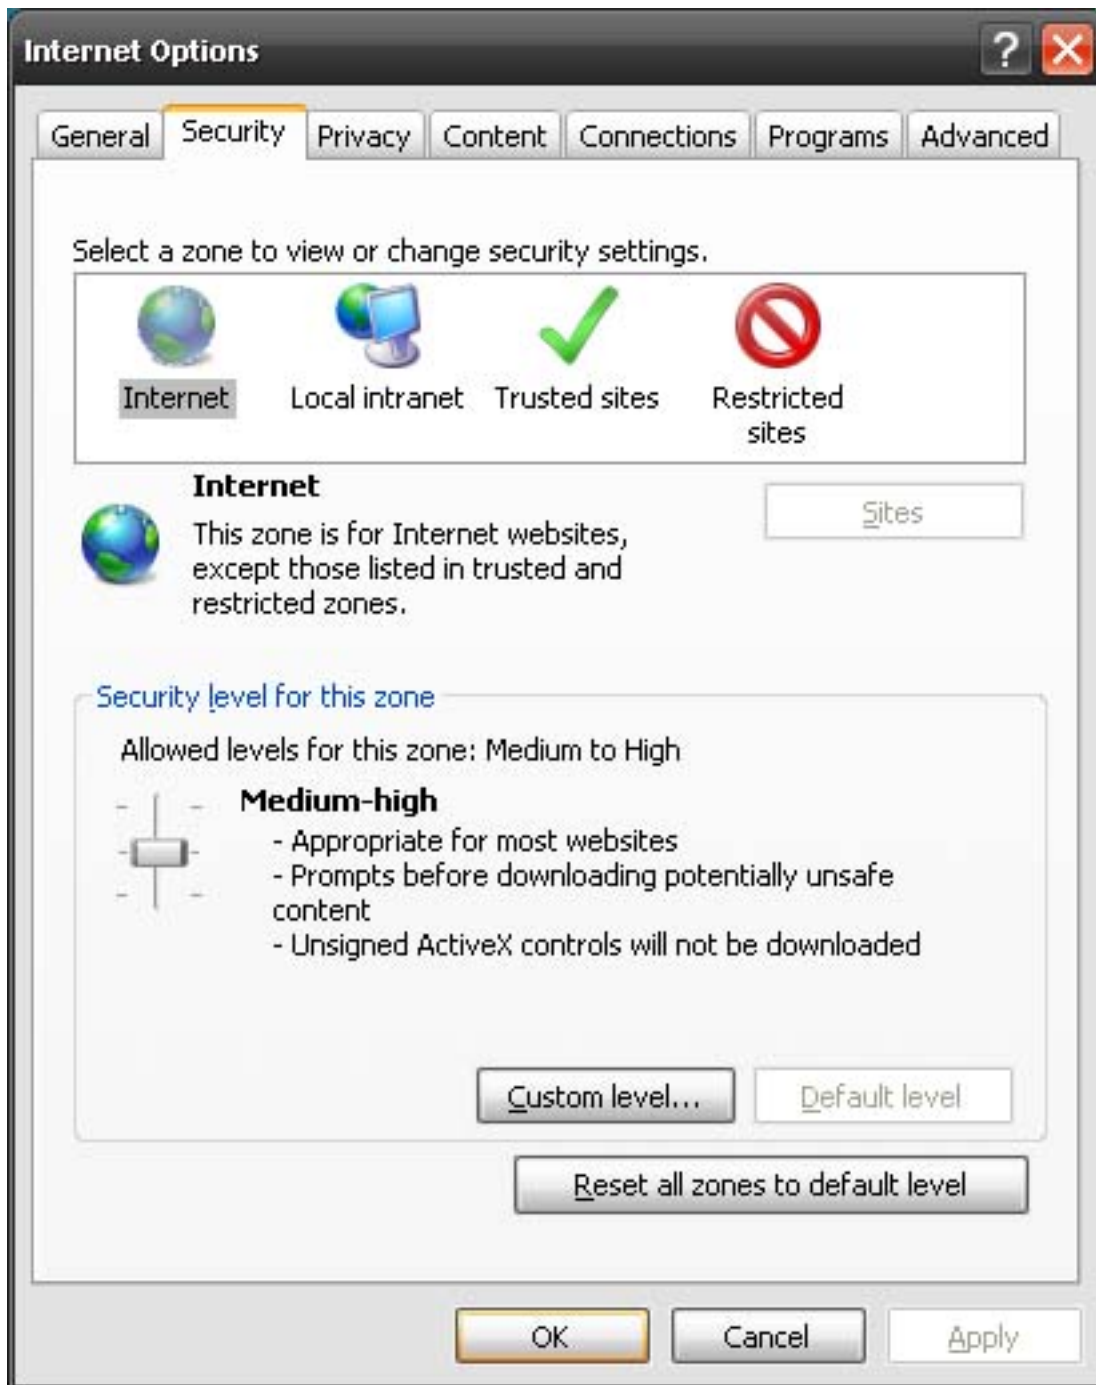 Internet Options
?
General Security Privacy Content Connections Programs Advanced
Select a zone to view or change security settings.
Internet Local intranet Trusted sites Restricted
sites
Internet
Sites
This zone is for Internet websites,
except those listed in trusted and
restricted zones.
Security level for this zone
Allowed levels for this zone: Medium to High
Medium-high
- Appropriate for most websites
- Prompts before downloading potentially unsafe
content
- Unsigned ActiveX controls will not be downloaded
Custom level... Default level
Reset all zones to default level
OK Cancel Apply